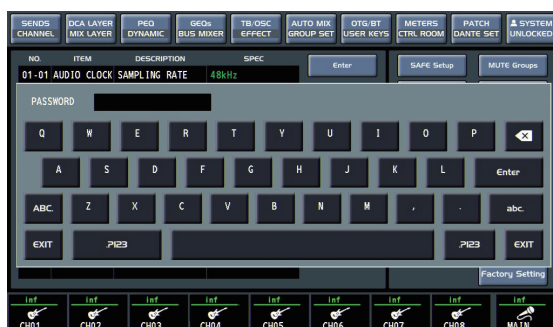 SENDS DCA LAYER PEQ GEQs TB/OSC AUTO MIX OTG/BT METERS PATCH SYSTEM
CHANNEL MIX LAYER DYNAMIC BUS MIXER EFFECT GROUP SET USER KEYS CTRL ROOM DANTE SET UNLOCKED
NO. ITEM DESCRIPTION SPEC Enter SAFE Setup MUTE Groups
01-01 AUDIO CLOCK SAMPLING RATE 48kHz
PASSWORD
Q W E R T Y U I O P
A S D F G H J K L Enter
ABC. Z X C V B N M , . abc.
EXIT .?123 .?123 EXIT
Factory Setting
inf inf inf inf inf inf inf inf inf
CH01 CH02 CH03 CH04 CH05 CH06 CH07 CH08 MAIN